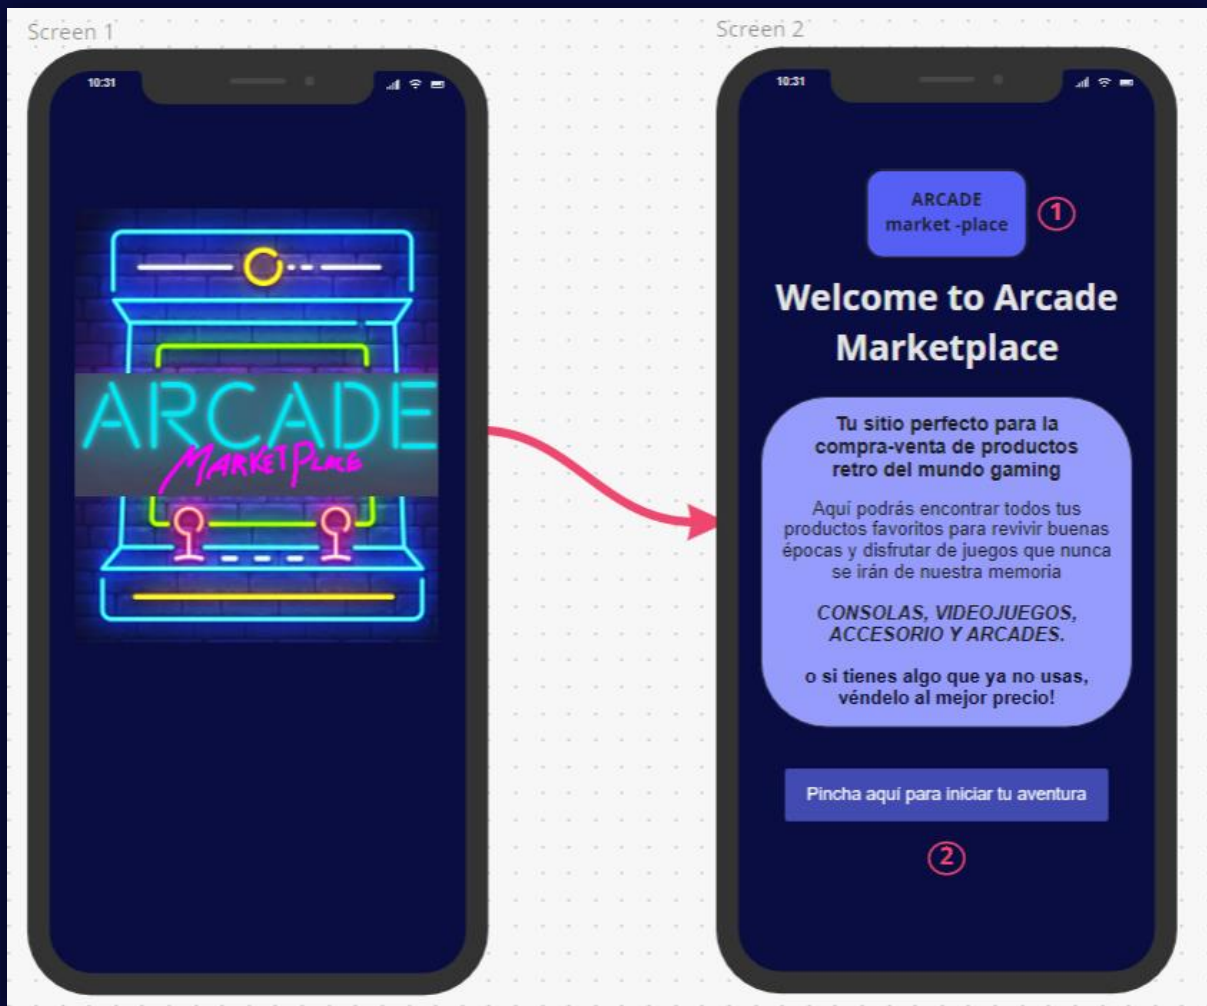 Screen 1
10:31
ARCADE
MARKETPLACE
Screen 2
10:31
ARCADE
market -place
1
Welcome to Arcade
Marketplace
Tu sitio perfecto para la
compra-venta de productos
retro del mundo gaming
Aquí podrás encontrar todos tus
productos favoritos para revivir buenas
épocas y disfrutar de juegos que nunca
se irán de nuestra memoria
CONSOLAS, VIDEOJUEGOS,
ACCESORIO Y ARCADES.
o si tienes algo que ya no usas,
véndelo al mejor precio!
Pincha aquí para iniciar tu aventura
2